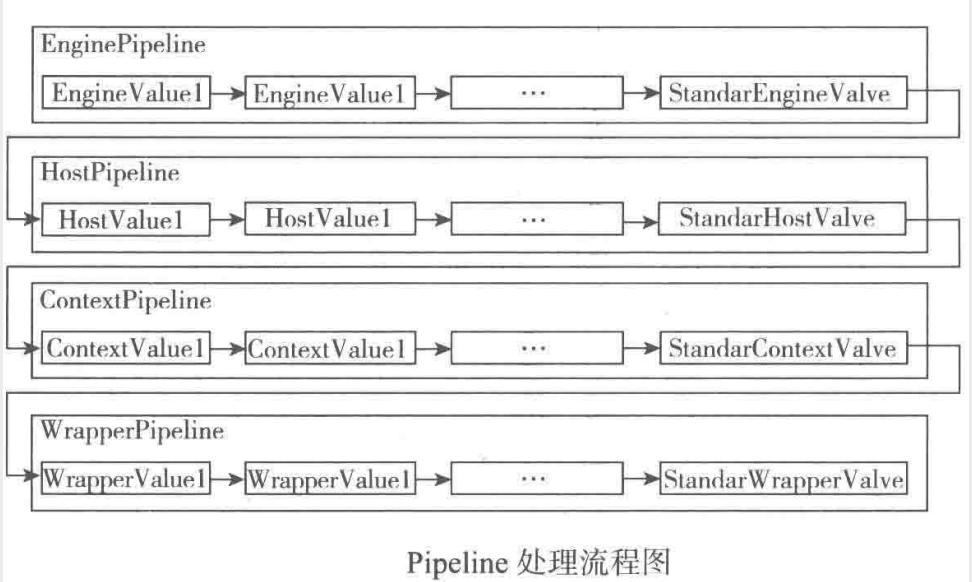 EnginePipeline
EngineValue1 EngineValue1 ... StandarEngineValve
HostPipeline
HostValue1 HostValue1 ... StandarHostValve
ContextPipeline
ContextValue1 ContextValue1 ... StandarContextValve
WrapperPipeline
WrapperValue1 WrapperValue1 ... StandarWrapperValve
Pipeline 处理流程图